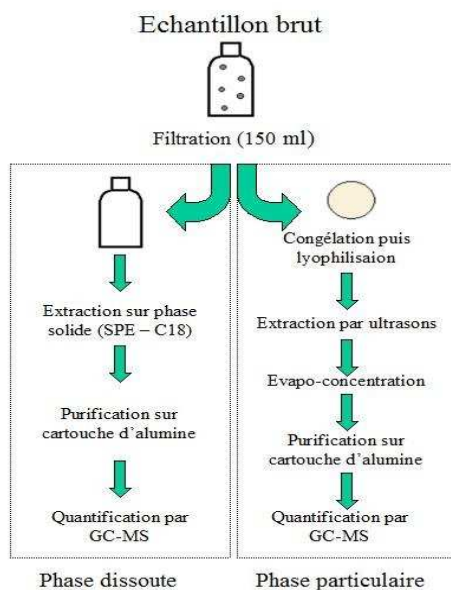 Echantillon brut
Filtration (150 ml)
Extraction sur phase
solide (SPE – C18)
Purification sur
cartouche d'alumine
Quantification par
GC-MS
Phase dissoute
Congélation puis
lyophilisaion
Extraction par ultrasons
Evapo-concentration
Purification sur
cartouche d'alumine
Quantification par
GC-MS
Phase particulaire